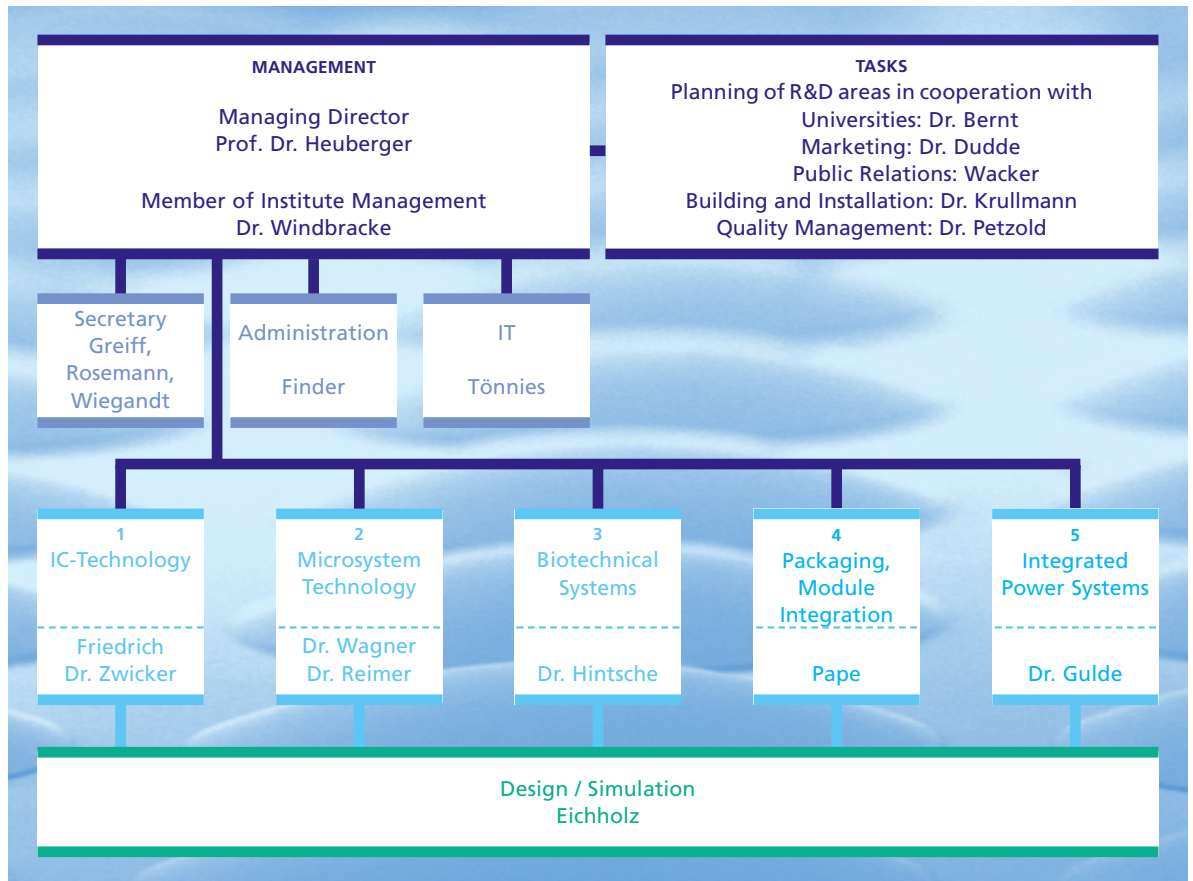 MANAGEMENT
Managing Director
Prof. Dr. Heuberger
Member of Institute Management
Dr. Windbracke
TASKS
Planning of R&D areas in cooperation with
Universities: Dr. Bernt
Marketing: Dr. Dudde
Public Relations: Wacker
Building and Installation: Dr. Krullmann
Quality Management: Dr. Petzold
Secretary
Greiff,
Rosemann,
Wiegandt
Administration
Finder
IT
Tönnies
1
IC-Technology
Friedrich
Dr. Zwicker
2
Microsystem
Technology
Dr. Wagner
Dr. Reimer
3
Biotechnical
Systems
Dr. Hintsche
4
Packaging,
Module
Integration
Pape
5
Integrated
Power Systems
Dr. Gulde
Design / Simulation
Eichholz